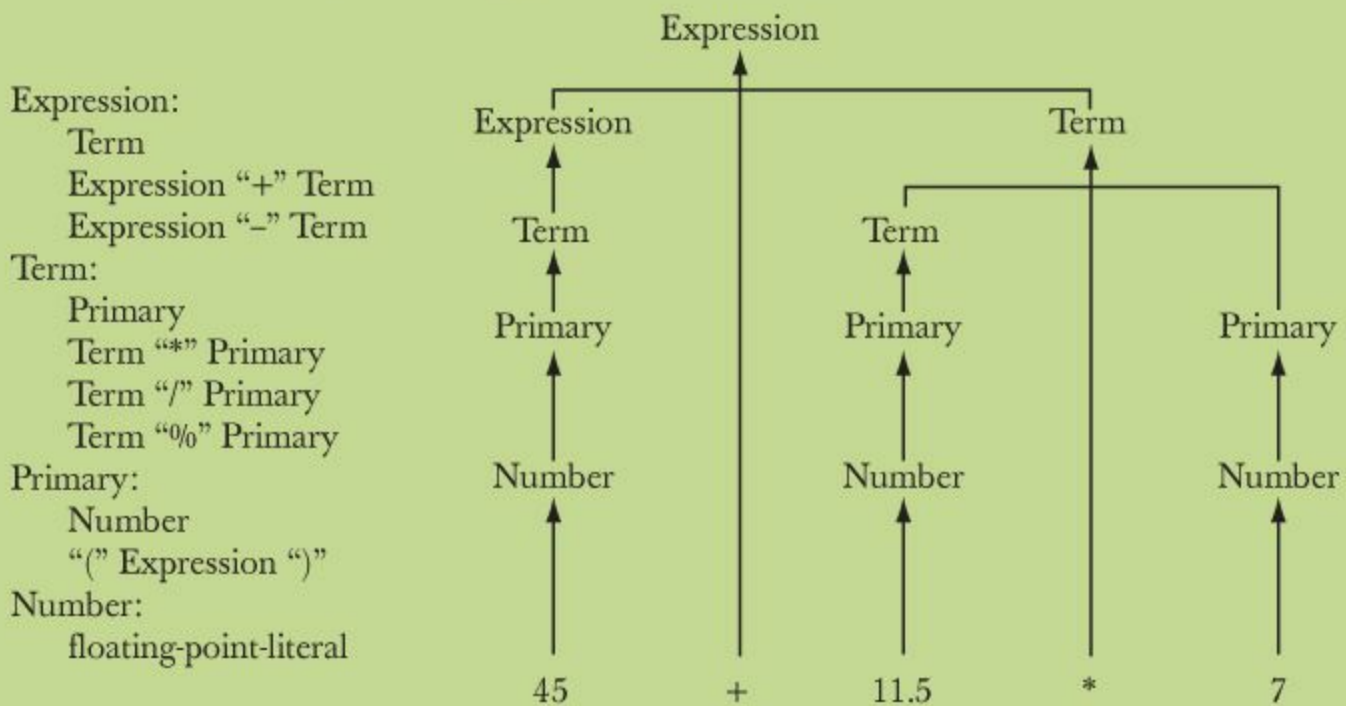 Expression
Expression:
Term
Expression “+” Term
Expression “–” Term
Term:
Primary
Term “*” Primary
Term “/” Primary
Term “%” Primary
Primary:
Number
“(” Expression “)”
Number:
floating-point-literal
Expression Term
Term Term
Primary Primary Primary
Number Number Number
45 + 11.5 * 7